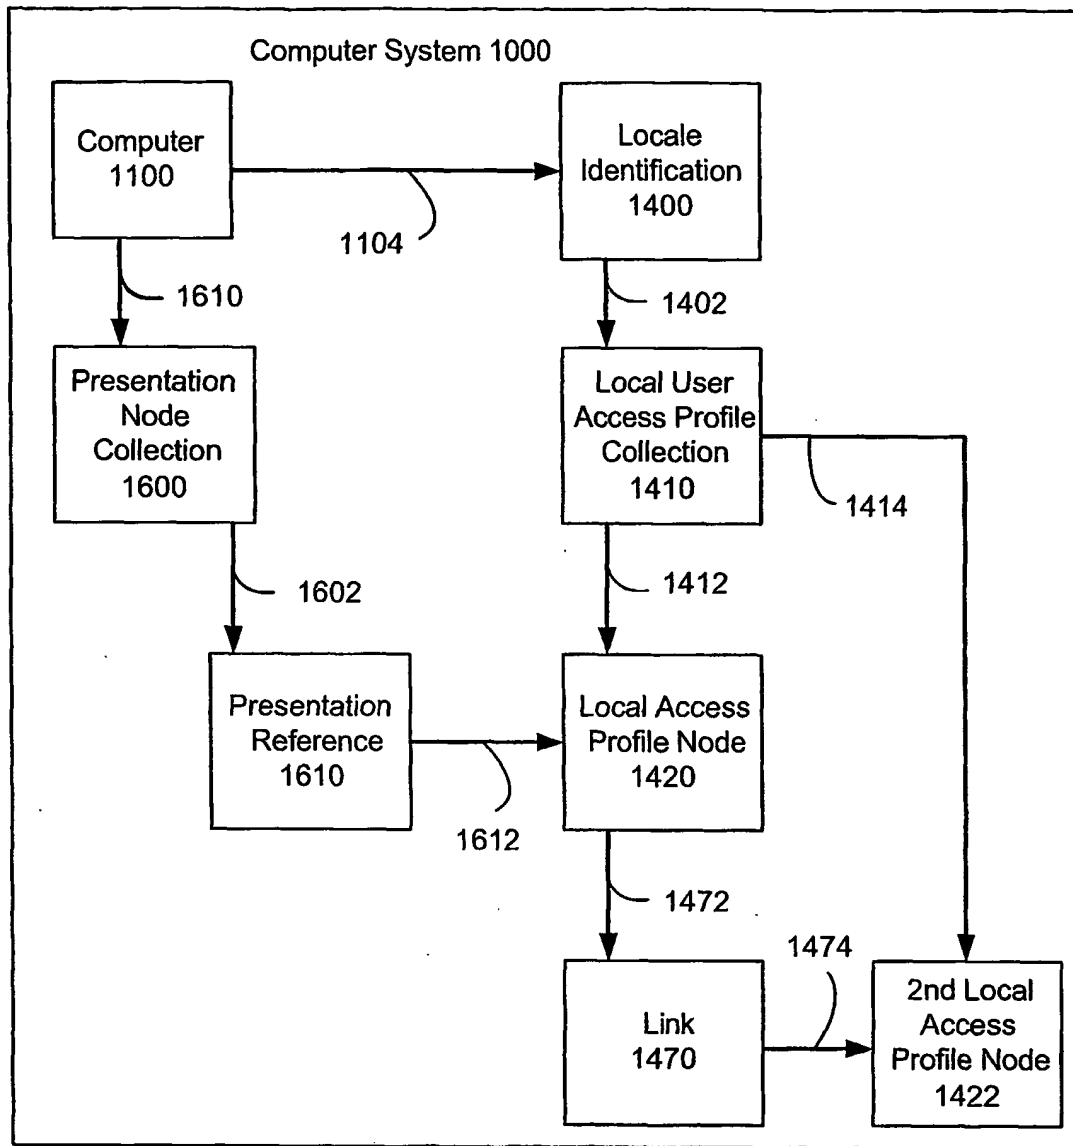 Computer System 1000
Computer
1100
Locale
Identification
1400
1104
1610
1402
Presentation
Node
Collection
1600
Local User
Access Profile
Collection
1410
1414
1602
1412
Presentation
Reference
1610
Local Access
Profile Node
1420
1612
1472
1474
Link
1470
2nd Local
Access
Profile Node
1422